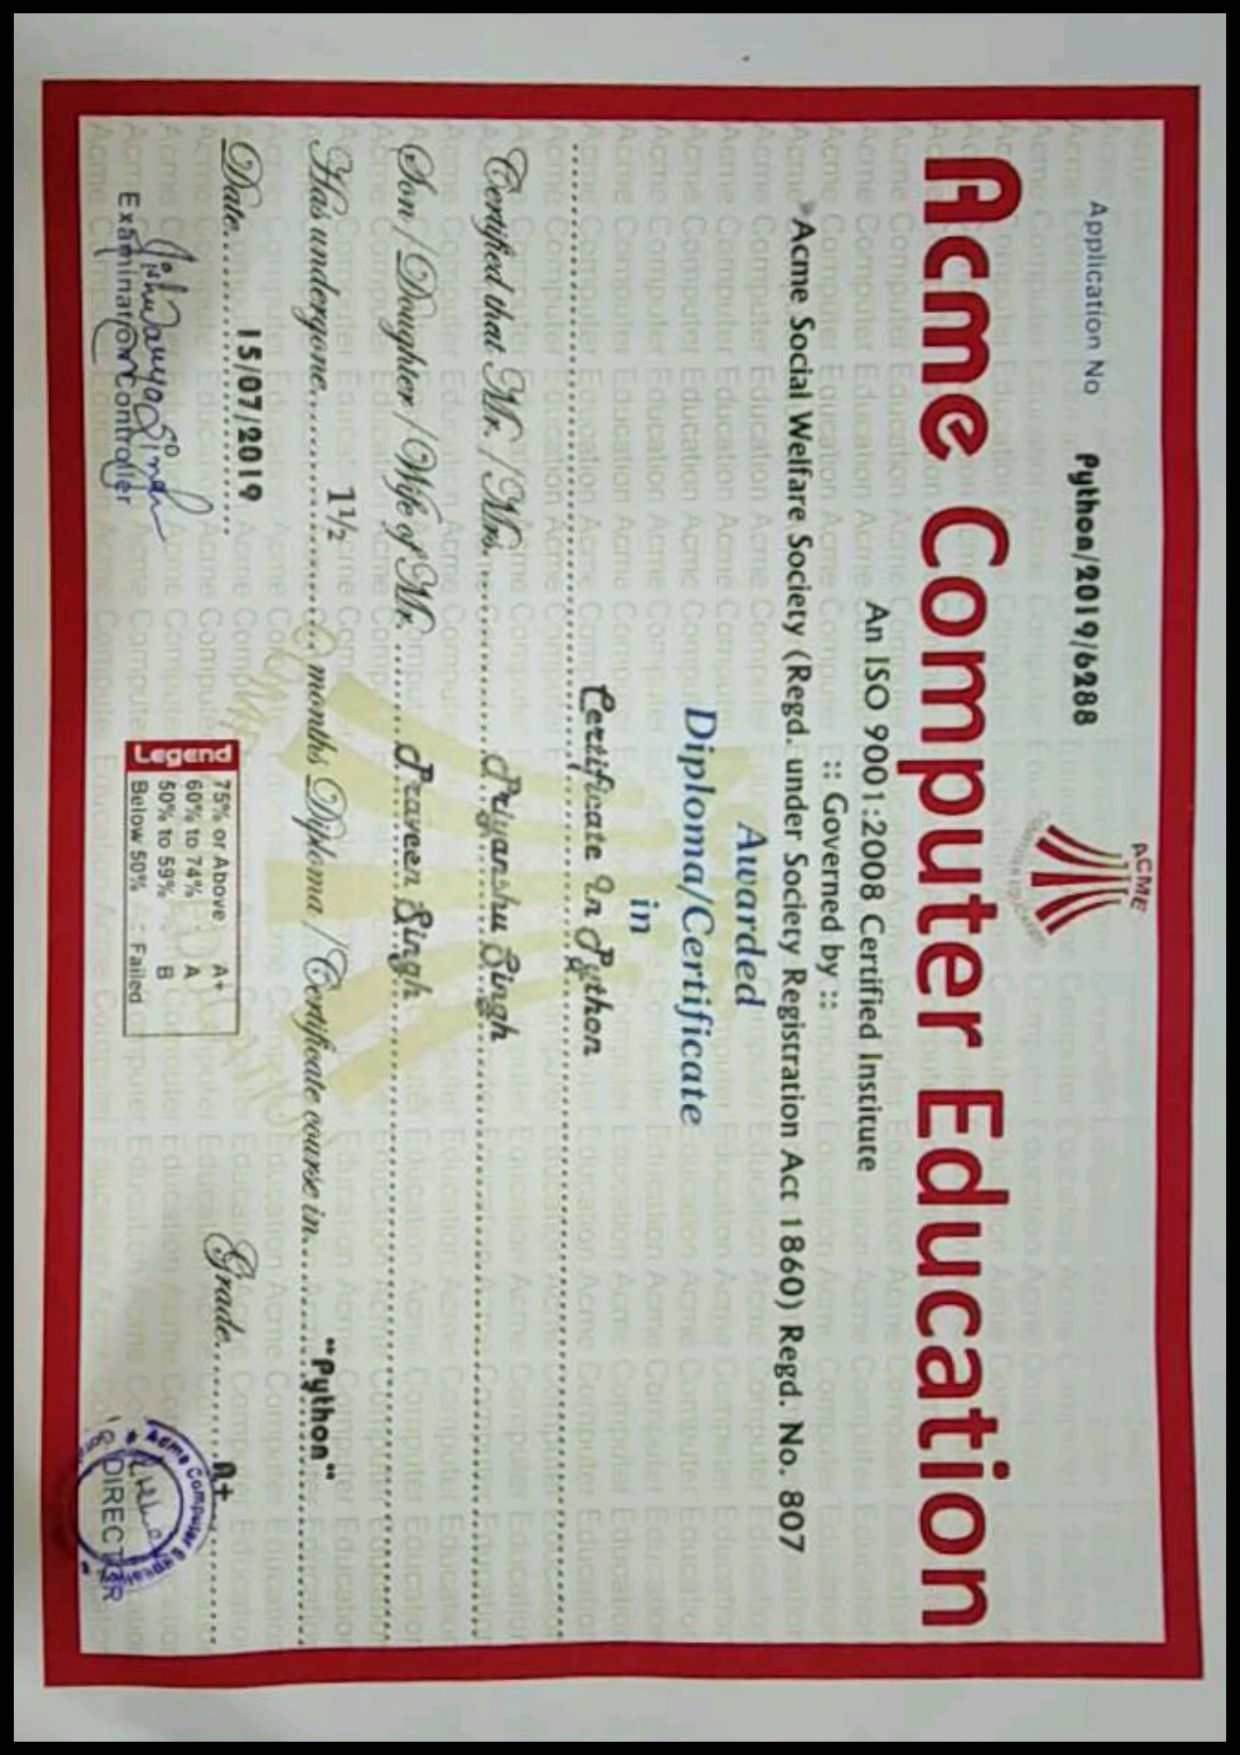 ACME
Application No Python/2019/6288
Acme Computer Education
An ISO 9001:2008 Certified Institute
:: Governed by ::
Acme Social Welfare Society (Regd. under Society Registration Act 1860) Regd. No. 807
Awarded
Diploma/Certificate
in
Certificate In Python
Certified that Mr. / Mrs. Priyanshu Singh
Son / Doughter / Wife of Mr. Praveen Singh
Has undergone 1½ months Diploma / Certificate course in "Python"
Date 15/07/2019 Grade A+
Legend
75% or Above : A+
60% to 74% : A
50% to 59% : B
Below 50% : Failed
Examination Controller
Acme Computer
DIRECTOR